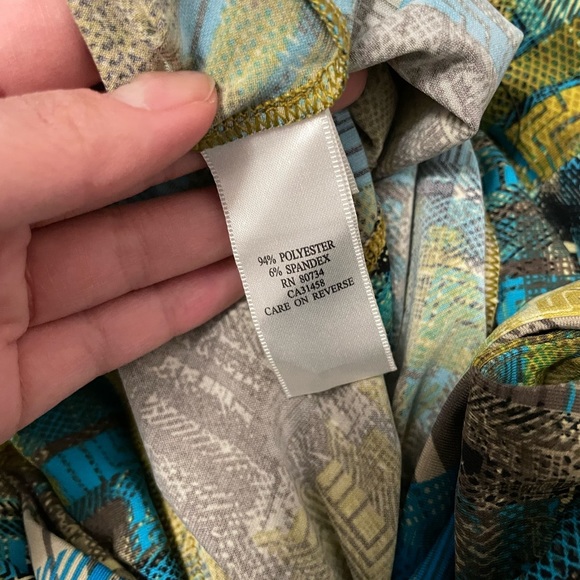 94% POLYESTER
6% SPANDEX
RN 80734
CA31458
CARE ON REVERSE